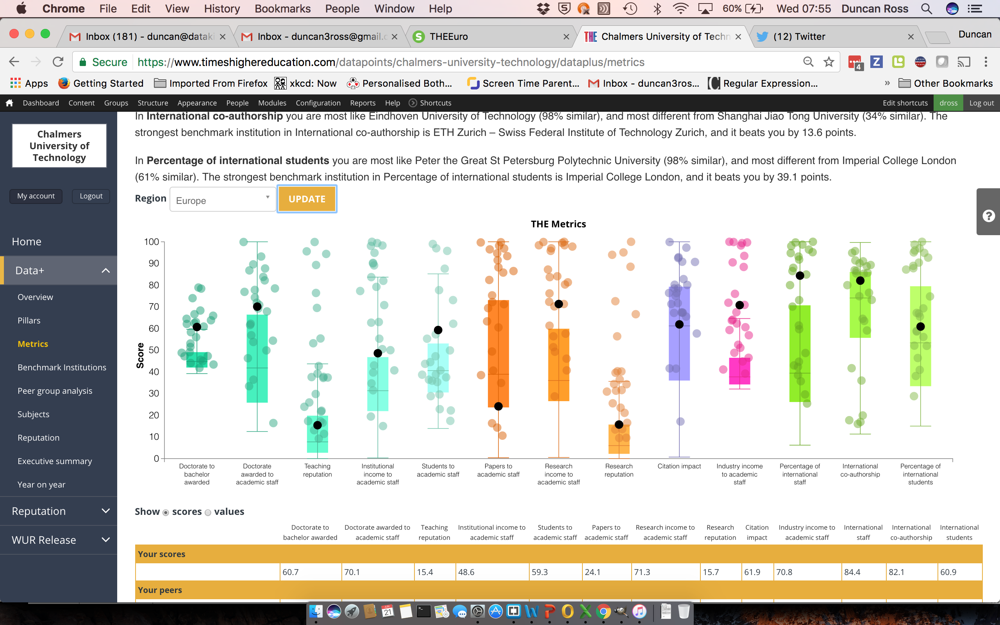 Chrome File Edit View History Bookmarks People Window Help 60% Wed 07:55 Duncan Ross
Inbox (181) - duncan@dataki Inbox - duncan3ross@gmail.c THEEuro Chalmers University of Techn (12) Twitter Duncan
Secure https://www.timeshighereducation.com/datapoints/chalmers-university-technology/dataplus/metrics 4
Apps Getting Started Imported From Firefox xkcd: Now Personalised Both... Screen Time Parent... Inbox - duncan3ros... Regular Expression... » Other Bookmarks
Dashboard Content Groups Structure Appearance People Modules Configuration Reports Help Shortcuts Edit shortcuts dross Log out
Chalmers
University of
Technology
My account Logout
Home
Data+
Overview
Pillars
Metrics
Benchmark Institutions
Peer group analysis
Subjects
Reputation
Executive summary
Year on year
Reputation
WUR Release
In International co-authorship you are most like Eindhoven University of Technology (98% similar), and most different from Shanghai Jiao Tong University (34% similar). The
strongest benchmark institution in International co-authorship is ETH Zurich – Swiss Federal Institute of Technology Zurich, and it beats you by 13.6 points.
In Percentage of international students you are most like Peter the Great St Petersburg Polytechnic University (98% similar), and most different from Imperial College London
(61% similar). The strongest benchmark institution in Percentage of international students is Imperial College London, and it beats you by 39.1 points.
Region Europe UPDATE
?
THE Metrics
Score
100
90
80
70
60
50
40
30
20
10
0
Doctorate to Doctorate Teaching Institutional Students to Papers to Research Research Citation impact Industry income Percentage of International Percentage of
bachelor awarded to reputation income to academic staff academic staff income to reputation to academic international co-authorship international
awarded academic staff academic staff academic staff staff staff students
Show scores values
Doctorate to Doctorate awarded to Teaching Institutional income to Students to Papers to Research income to Research Citation Industry income to International International International
bachelor awarded academic staff reputation academic staff academic staff academic staff academic staff reputation impact academic staff staff co-authorship students
Your scores
60.7 70.1 15.4 48.6 59.3 24.1 71.3 15.7 61.9 70.8 84.4 82.1 60.9
Your peers
JUN
21